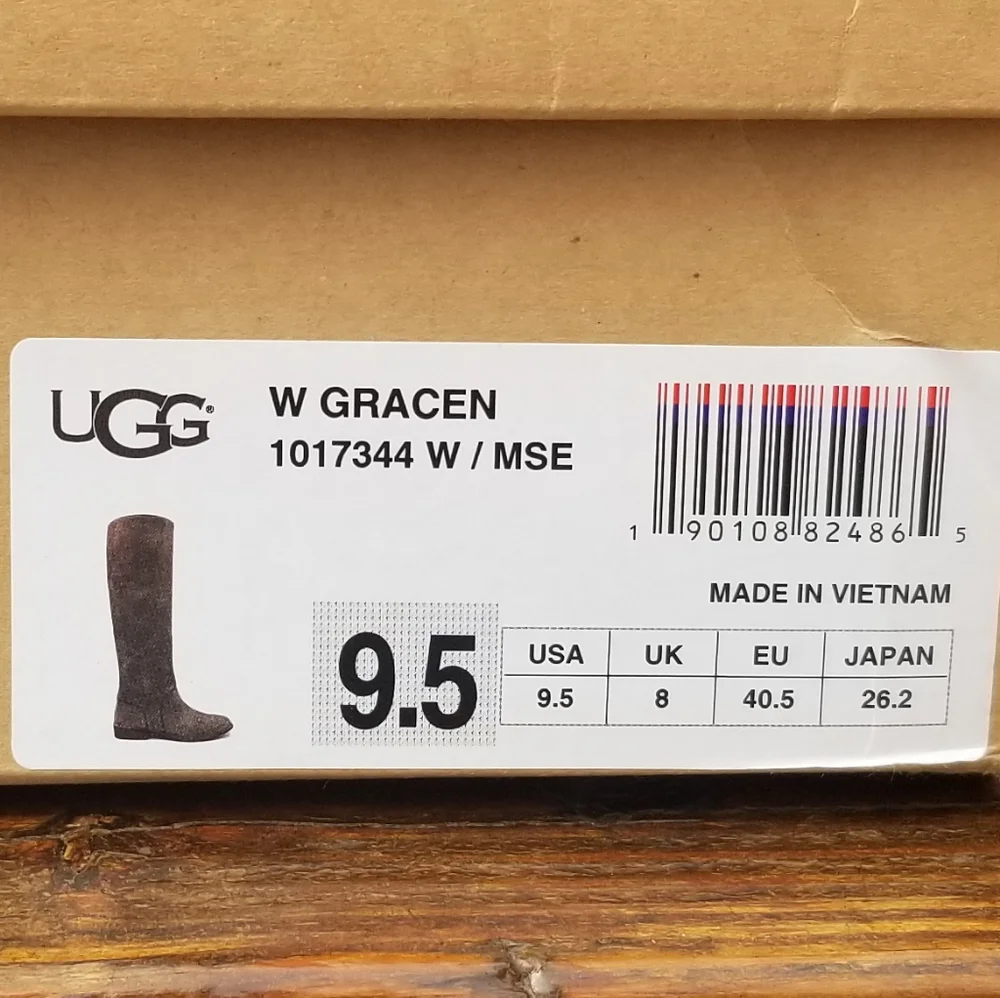 UGG®
W GRACEN
1017344 W / MSE
1 90108 82486 5
MADE IN VIETNAM
9.5
USA UK EU JAPAN
9.5 8 40.5 26.2